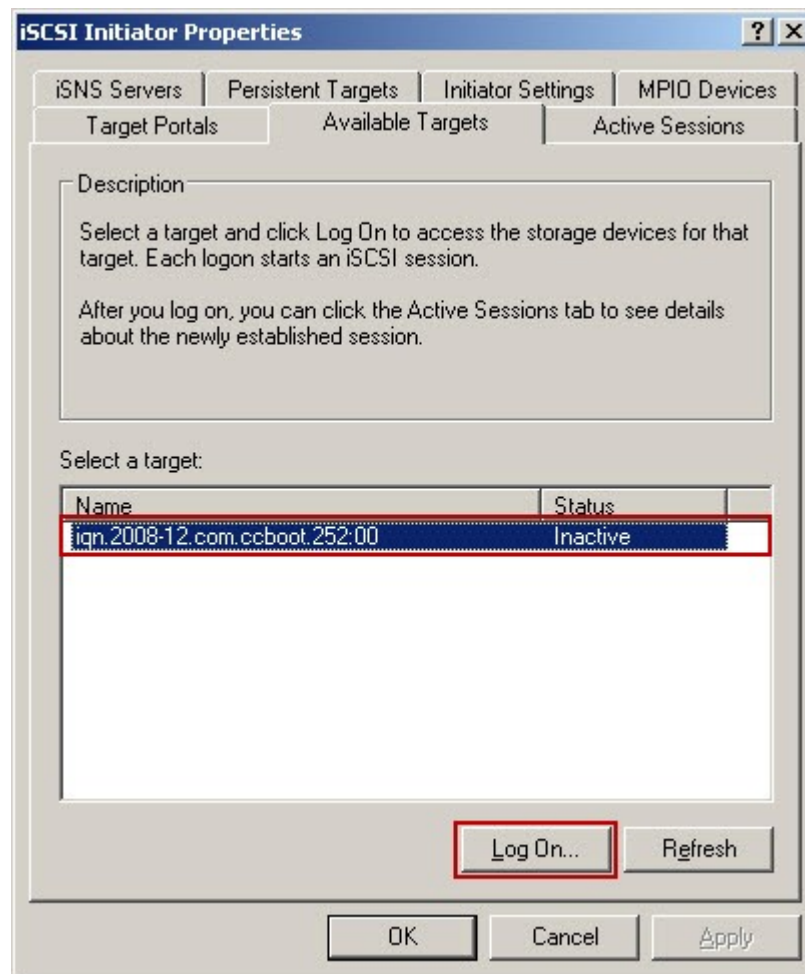 iSCSI Initiator Properties
iSNS Servers Persistent Targets Initiator Settings MPIO Devices
Target Portals Available Targets Active Sessions
Description
Select a target and click Log On to access the storage devices for that
target. Each logon starts an iSCSI session.
After you log on, you can click the Active Sessions tab to see details
about the newly established session.
Select a target:
Name Status
iqn.2008-12.com.ccboot.252:00 Inactive
Log On... Refresh
OK Cancel Apply